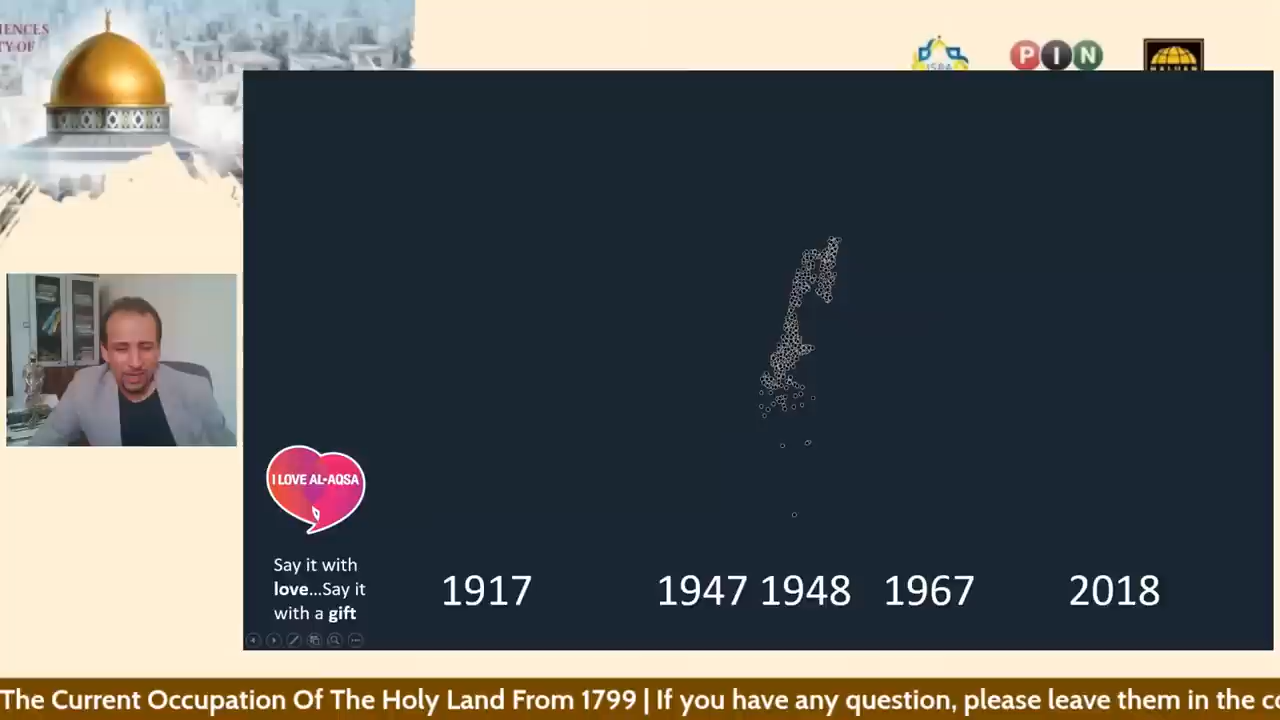 IENCES
TY OF
ISRA
P I N
I LOVE AL-AQSA
Say it with
love...Say it
with a gift
1917 1947 1948 1967 2018
The Current Occupation Of The Holy Land From 1799 | If you have any question, please leave them in the co